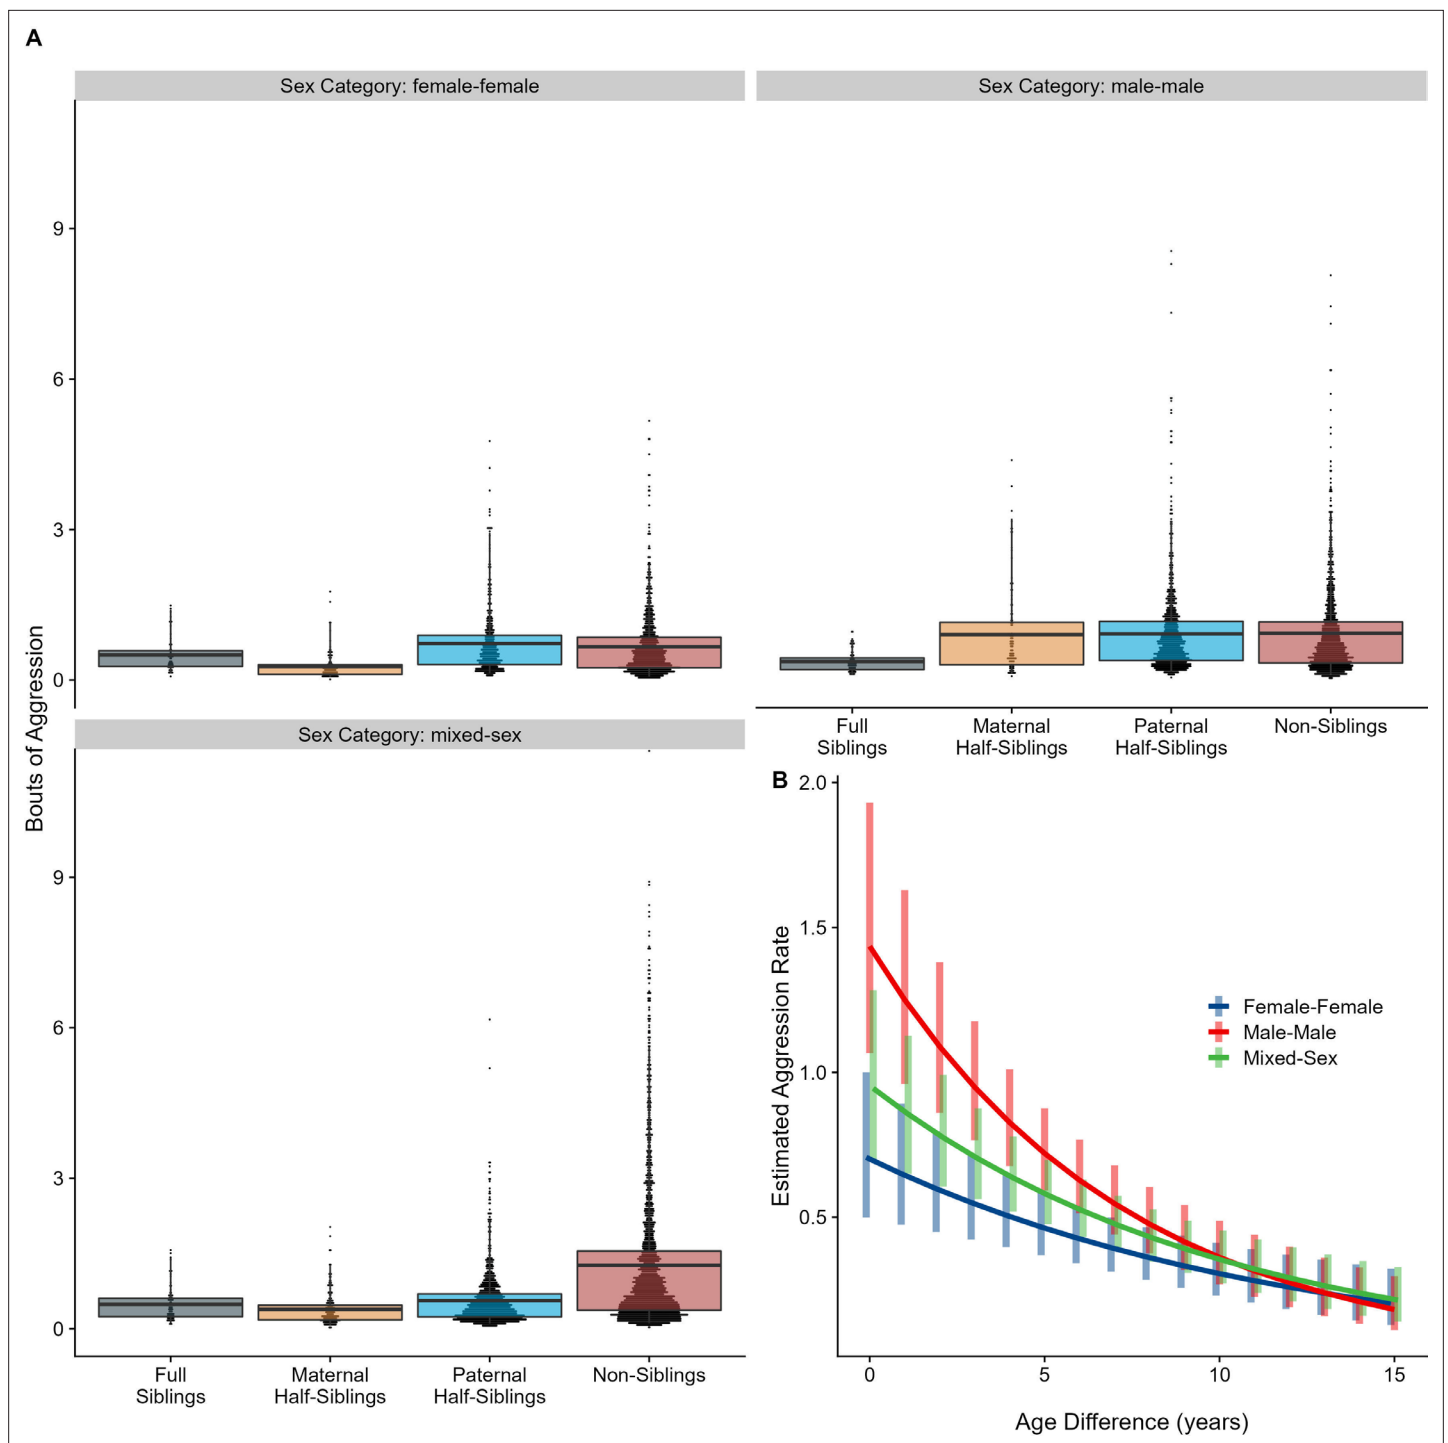 A
Sex Category: female-female
Sex Category: male-male
9
6
3
0
Bouts of Aggression
Full
Siblings
Maternal
Half-Siblings
Paternal
Half-Siblings
Non-Siblings
Sex Category: mixed-sex
9
6
3
0
Full
Siblings
Maternal
Half-Siblings
Paternal
Half-Siblings
Non-Siblings
B
2.0
1.5
1.0
0.5
Estimated Aggression Rate
Female-Female
Male-Male
Mixed-Sex
0
5
10
15
Age Difference (years)